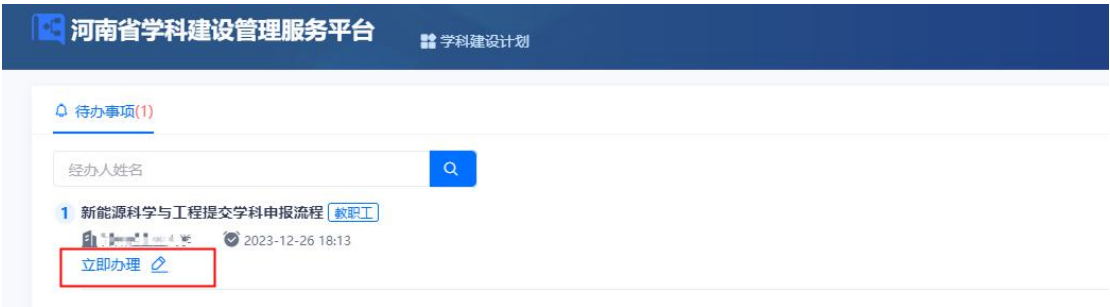 河南省学科建设管理服务平台
学科建设计划
待办事项(1)
经办人姓名
1 新能源科学与工程提交学科申报流程 教职工
2023-12-26 18:13
立即办理